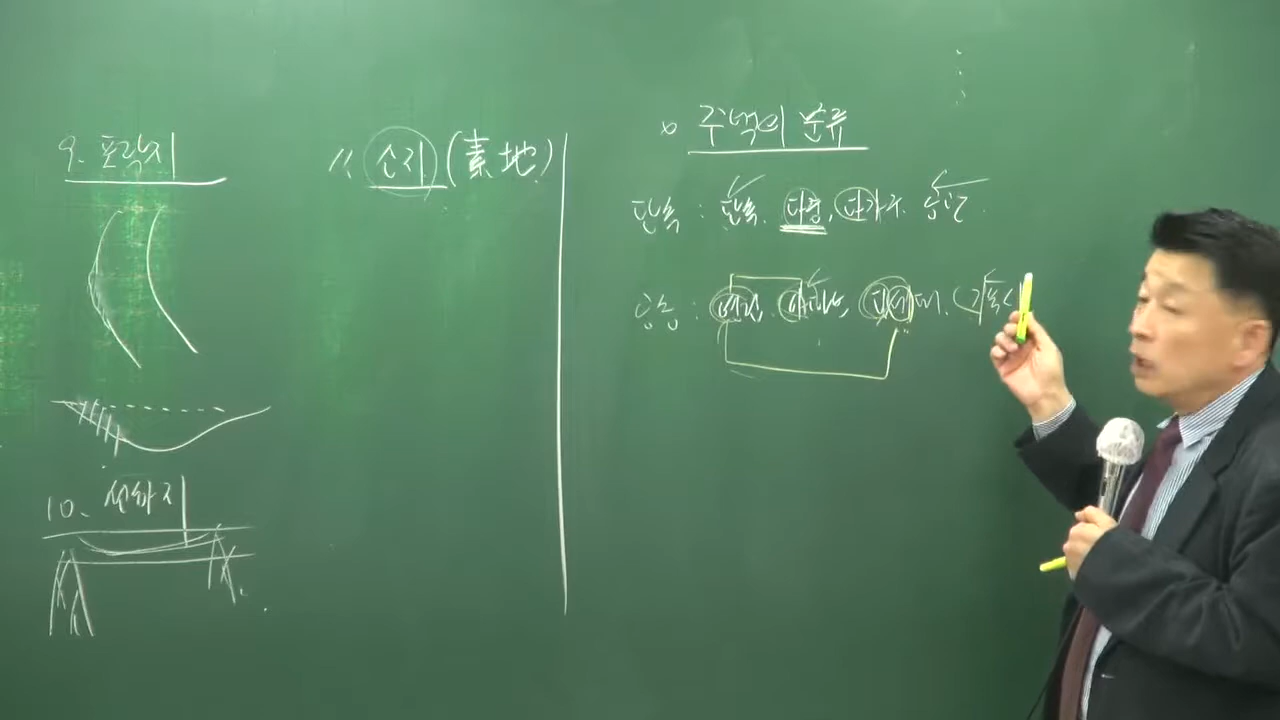 9. 포락지
10. 선하지
11. 소지(素地)
주택의 분류
단독 : 단독, 다중, 다가구, 공관
공동 : 아파트, 다세대, (기숙사)